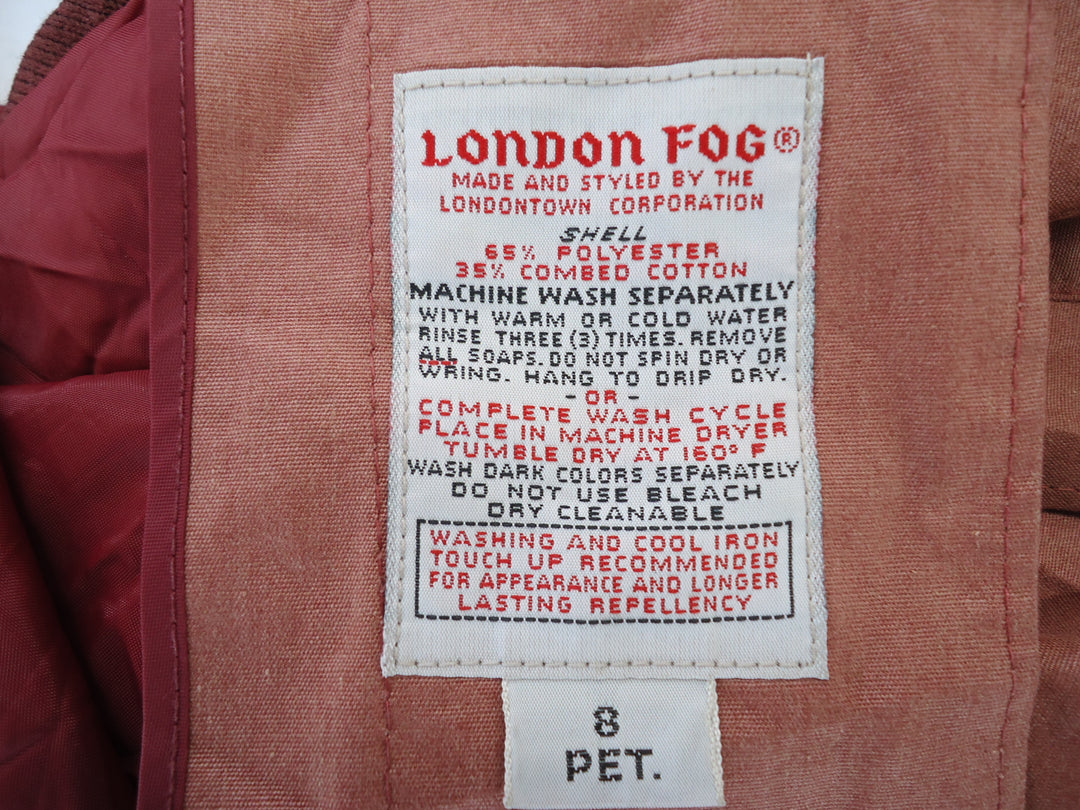 LONDON FOG®
MADE AND STYLED BY THE
LONDONTOWN CORPORATION
SHELL
65% POLYESTER
35% COMBED COTTON
MACHINE WASH SEPARATELY
WITH WARM OR COLD WATER
RINSE THREE (3) TIMES. REMOVE
ALL SOAPS. DO NOT SPIN DRY OR
WRING. HANG TO DRIP DRY.
- OR -
COMPLETE WASH CYCLE
PLACE IN MACHINE DRYER
TUMBLE DRY AT 160° F
WASH DARK COLORS SEPARATELY
DO NOT USE BLEACH
DRY CLEANABLE
WASHING AND COOL IRON
TOUCH UP RECOMMENDED
FOR APPEARANCE AND LONGER
LASTING REPELLENCY
8
PET.